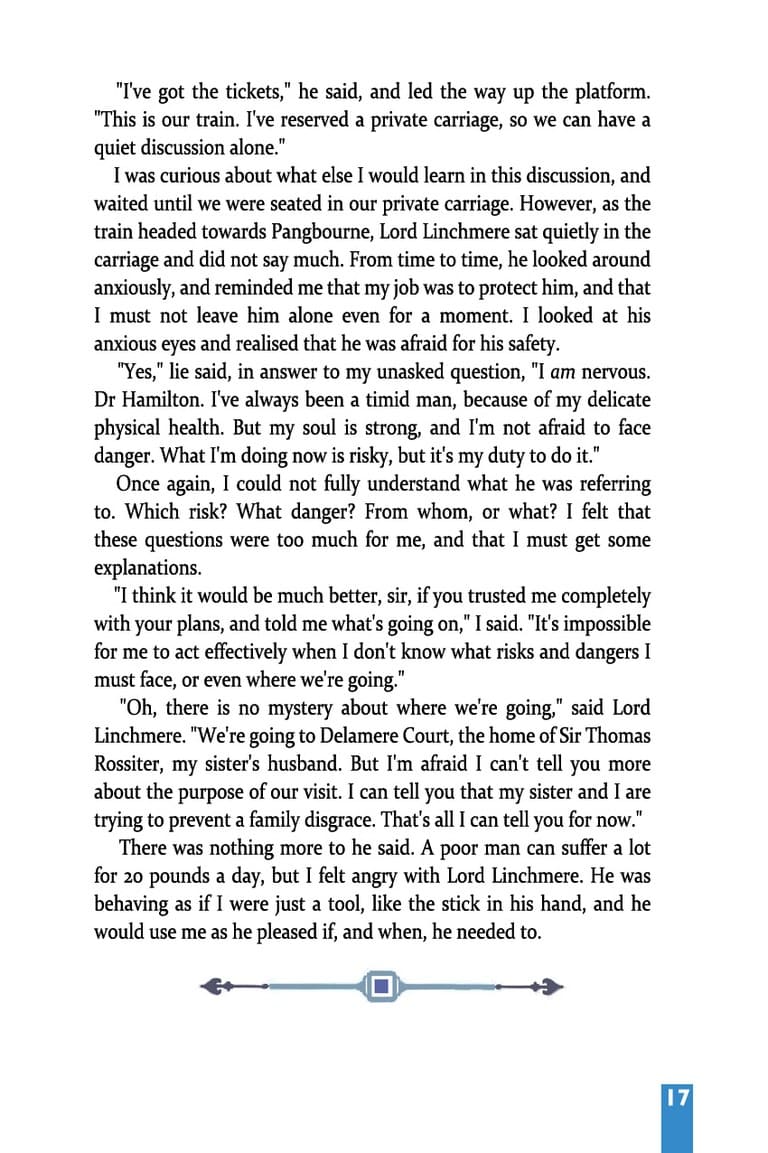 "I've got the tickets," he said, and led the way up the platform.
"This is our train. I've reserved a private carriage, so we can have a
quiet discussion alone."
I was curious about what else I would learn in this discussion, and
waited until we were seated in our private carriage. However, as the
train headed towards Pangbourne, Lord Linchmere sat quietly in the
carriage and did not say much. From time to time, he looked around
anxiously, and reminded me that my job was to protect him, and that
I must not leave him alone even for a moment. I looked at his
anxious eyes and realised that he was afraid for his safety.
"Yes," lie said, in answer to my unasked question, "I am nervous.
Dr Hamilton. I've always been a timid man, because of my delicate
physical health. But my soul is strong, and I'm not afraid to face
danger. What I'm doing now is risky, but it's my duty to do it."
Once again, I could not fully understand what he was referring
to. Which risk? What danger? From whom, or what? I felt that
these questions were too much for me, and that I must get some
explanations.
"I think it would be much better, sir, if you trusted me completely
with your plans, and told me what's going on," I said. "It's impossible
for me to act effectively when I don't know what risks and dangers I
must face, or even where we're going."
"Oh, there is no mystery about where we're going," said Lord
Linchmere. "We're going to Delamere Court, the home of Sir Thomas
Rossiter, my sister's husband. But I'm afraid I can't tell you more
about the purpose of our visit. I can tell you that my sister and I are
trying to prevent a family disgrace. That's all I can tell you for now."
There was nothing more to he said. A poor man can suffer a lot
for 20 pounds a day, but I felt angry with Lord Linchmere. He was
behaving as if I were just a tool, like the stick in his hand, and he
would use me as he pleased if, and when, he needed to.
17